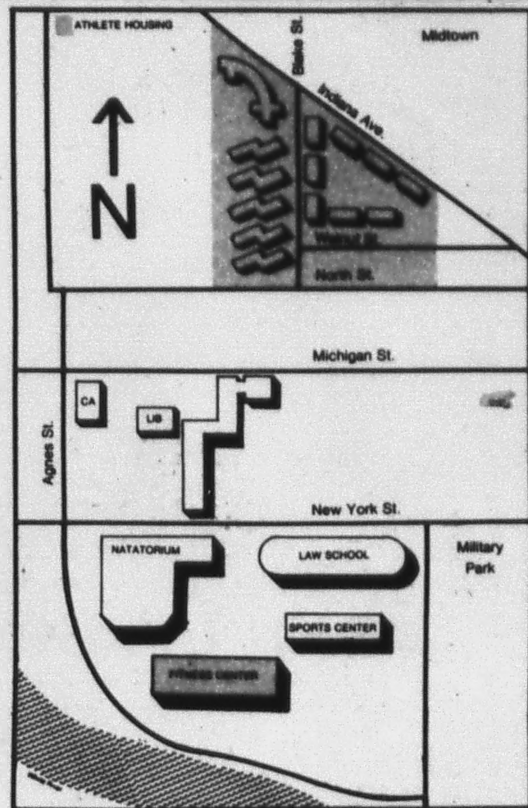 ATHLETE HOUSING
Midtown
Blake St.
Indiana Ave.
N
Walnut St.
North St.
Michigan St.
CA
LIB
Agnes St.
New York St.
NATATORIUM
LAW SCHOOL
Military
Park
SPORTS CENTER
FITNESS CENTER